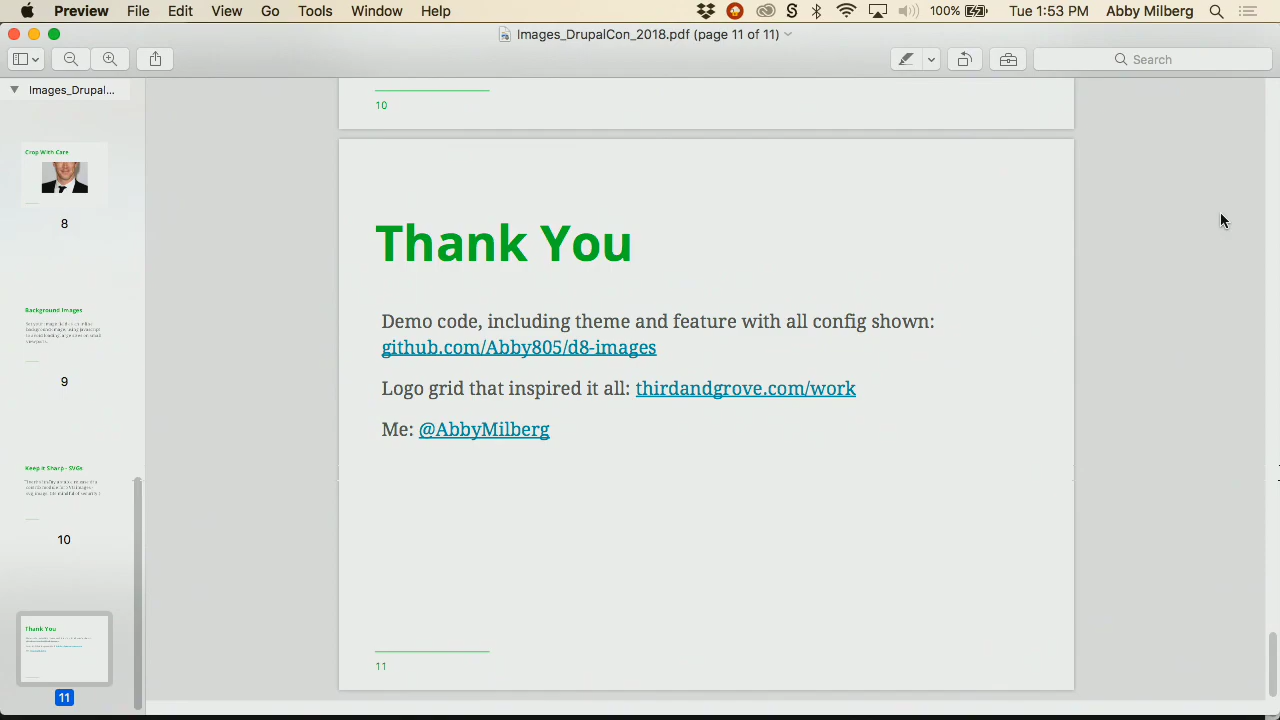 Preview File Edit View Go Tools Window Help 100% Tue 1:53 PM Abby Milberg
Images_DrupalCon_2018.pdf (page 11 of 11)
Search
Images_Drupal...
Crop With Care
8
Background Images
9
Keep it Sharp - SVGs
10
Thank You
11
10
Thank You
Demo code, including theme and feature with all config shown:
github.com/Abby805/d8-images
Logo grid that inspired it all: thirdandgrove.com/work
Me: @AbbyMilberg
11